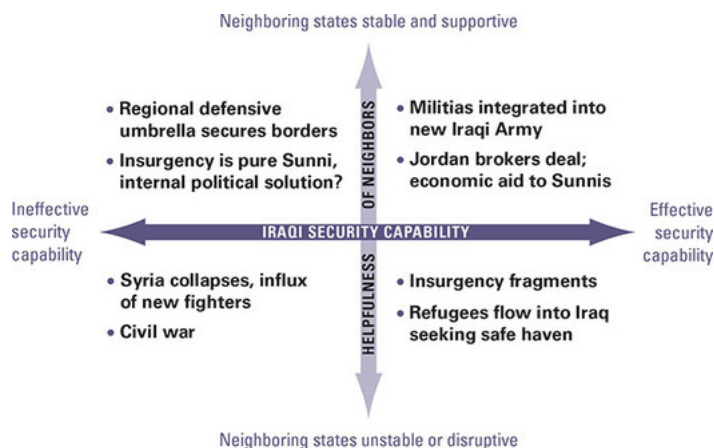 Neighboring states stable and supportive
• Regional defensive
umbrella secures borders
• Insurgency is pure Sunni,
internal political solution?
• Militias integrated into
new Iraqi Army
• Jordan brokers deal;
economic aid to Sunnis
HELPFULNESS OF NEIGHBORS
Ineffective
security
capability
IRAQI SECURITY CAPABILITY
Effective
security
capability
• Syria collapses, influx
of new fighters
• Civil war
• Insurgency fragments
• Refugees flow into Iraq
seeking safe haven
Neighboring states unstable or disruptive